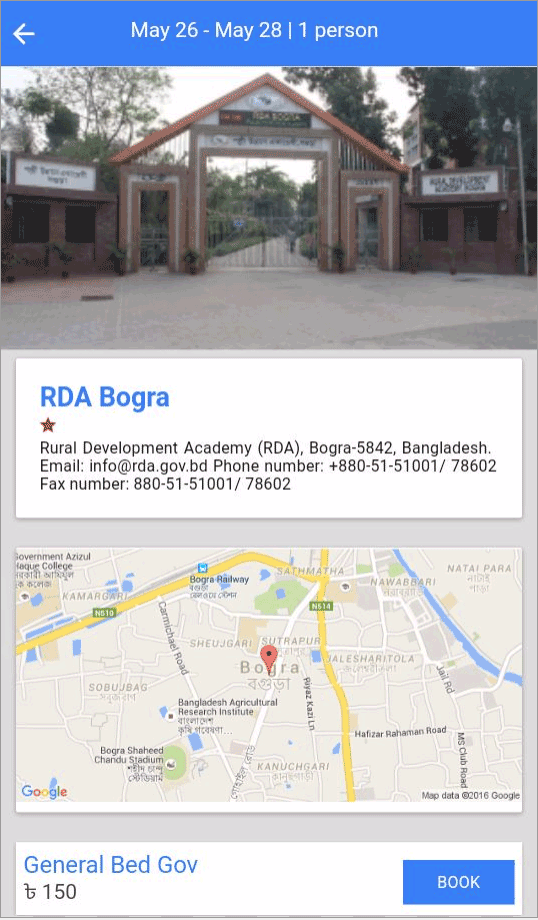 May 26 - May 28 | 1 person
RDA BOGRA
RURAL DEVELOPMENT
ACADEMY BOGRA
RDA Bogra
Rural Development Academy (RDA), Bogra-5842, Bangladesh.
Email: info@rda.gov.bd Phone number: +880-51-51001/ 78602
Fax number: 880-51-51001/ 78602
Government Azizul
Haque College
NATAI PARA
SATHMATHA
Bogra Railway
NAWABBARI
KAMARGARI
N510
N514
Carmichael Road
SHEUJGARI
SUTRAPUR
JALESHARITOLA
Bogra
বগুড়া
Jail Rd
SOBUJBAG
Riyaz Kazi Ln
Bangladesh Agricultural
Research Institute
বাংলাদেশ
কৃষি গবেষণা...
Hafizar Rahaman Road
MS Club Road
Bogra Shaheed
Chandu Stadium
KANUCHGARI
Google
Map data ©2016 Google
General Bed Gov
৳ 150
BOOK